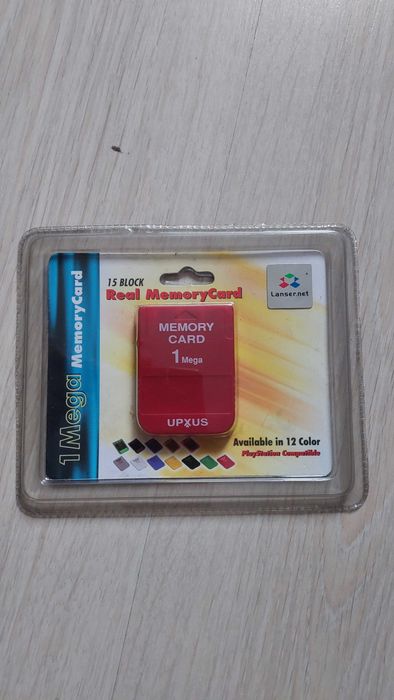 15 BLOCK
Real MemoryCard
Lanser.net
1 Mega MemoryCard
MEMORY
CARD
1 Mega
UPXUS
Available in 12 Color
PlayStation Compatible